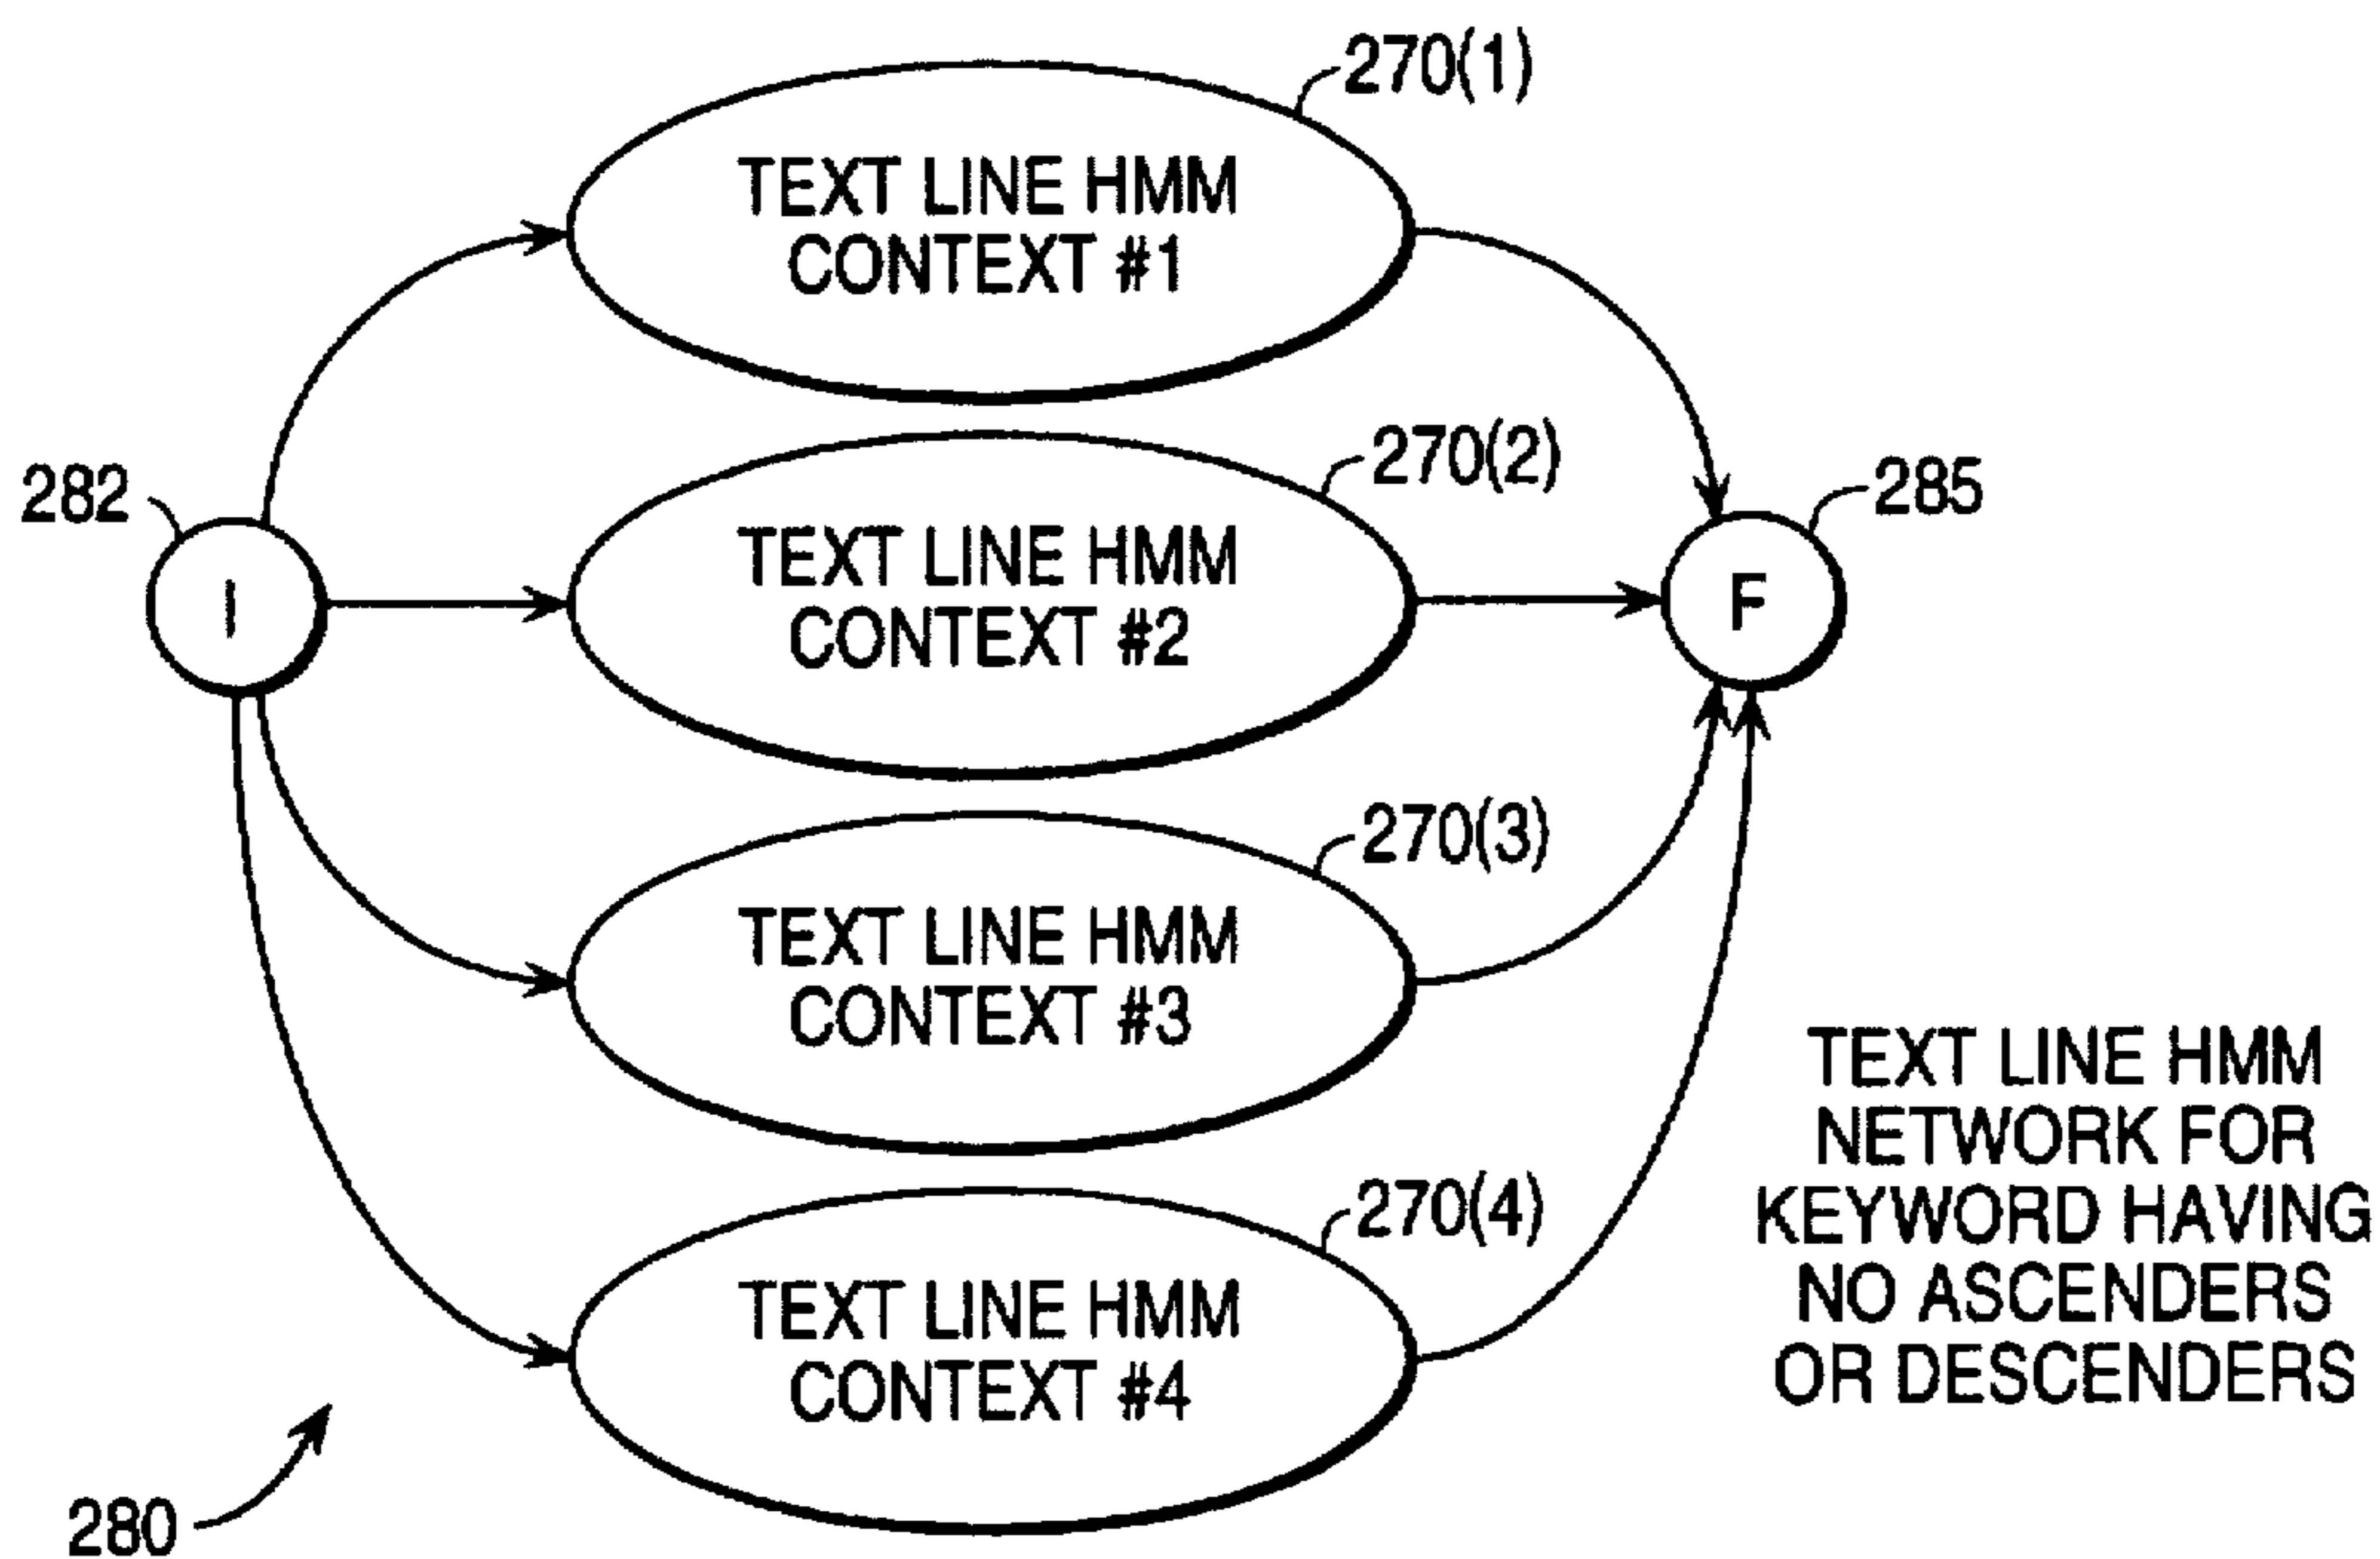 270(1)
TEXT LINE HMM
CONTEXT #1
270(2)
282
285
I
TEXT LINE HMM
CONTEXT #2
F
270(3)
TEXT LINE HMM
CONTEXT #3
270(4)
TEXT LINE HMM
CONTEXT #4
TEXT LINE HMM
NETWORK FOR
KEYWORD HAVING
NO ASCENDERS
OR DESCENDERS
280